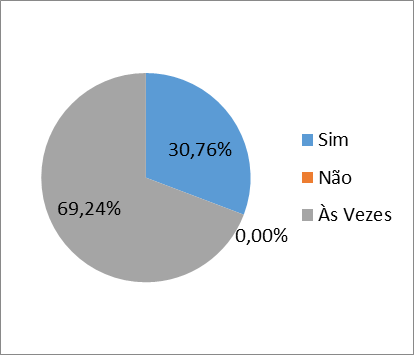 30,76%
69,24%
0,00%
Sim
Não
Às Vezes